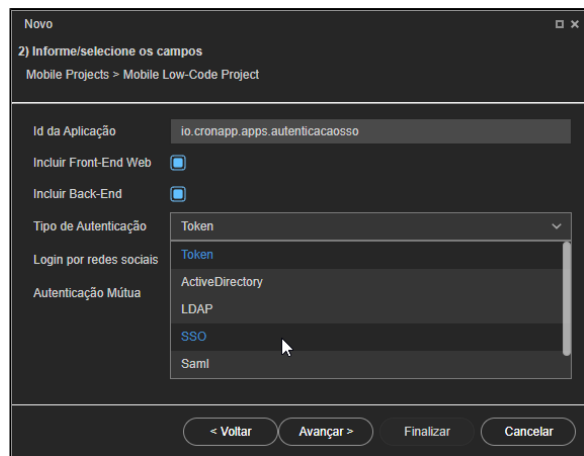 Novo
2) Informe/selecione os campos
Mobile Projects > Mobile Low-Code Project
Id da Aplicação io.cronapp.apps.autenticacaosso
Incluir Front-End Web
Incluir Back-End
Tipo de Autenticação Token
Login por redes sociais Token
ActiveDirectory
Autenticação Mútua
LDAP
SSO
Saml
< Voltar Avançar > Finalizar Cancelar